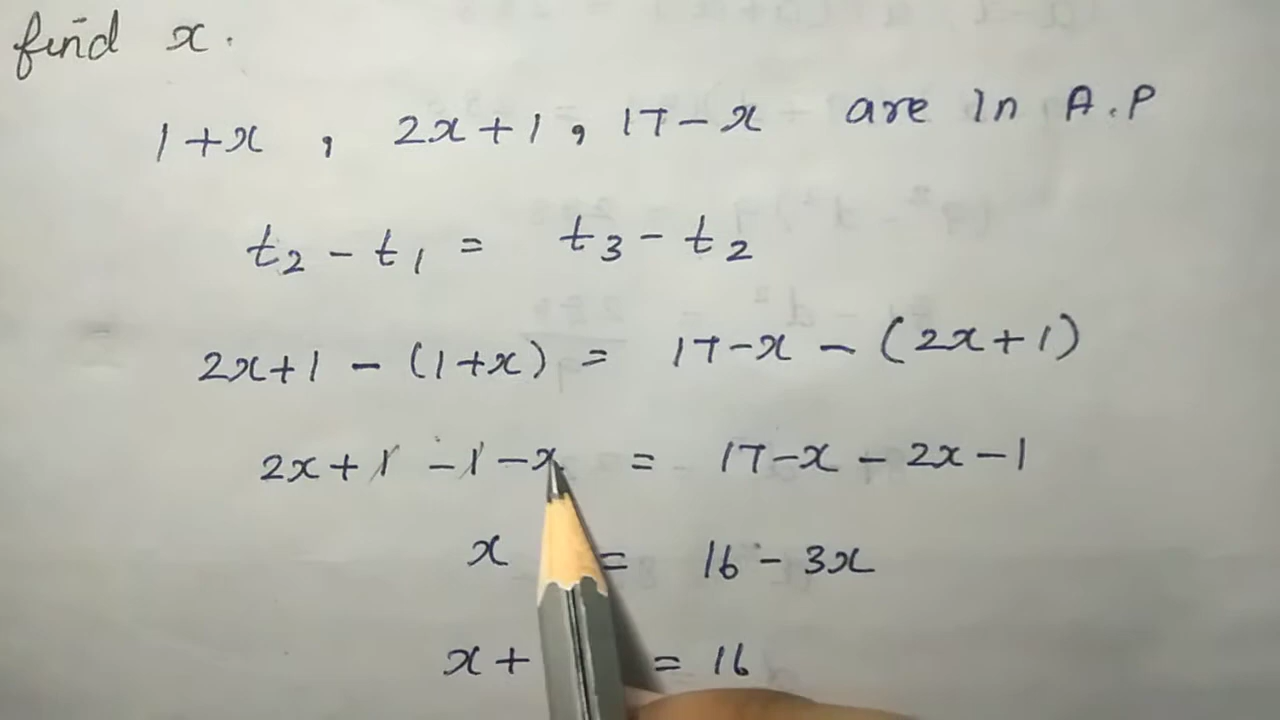 find x.
1+x , 2x+1, 17-x are in A.P
t₂ - t₁ = t₃ - t₂
2x+1 - (1+x) = 17-x - (2x+1)
2x+1 -1-x = 17-x - 2x-1
x = 16 - 3x
x+ = 16